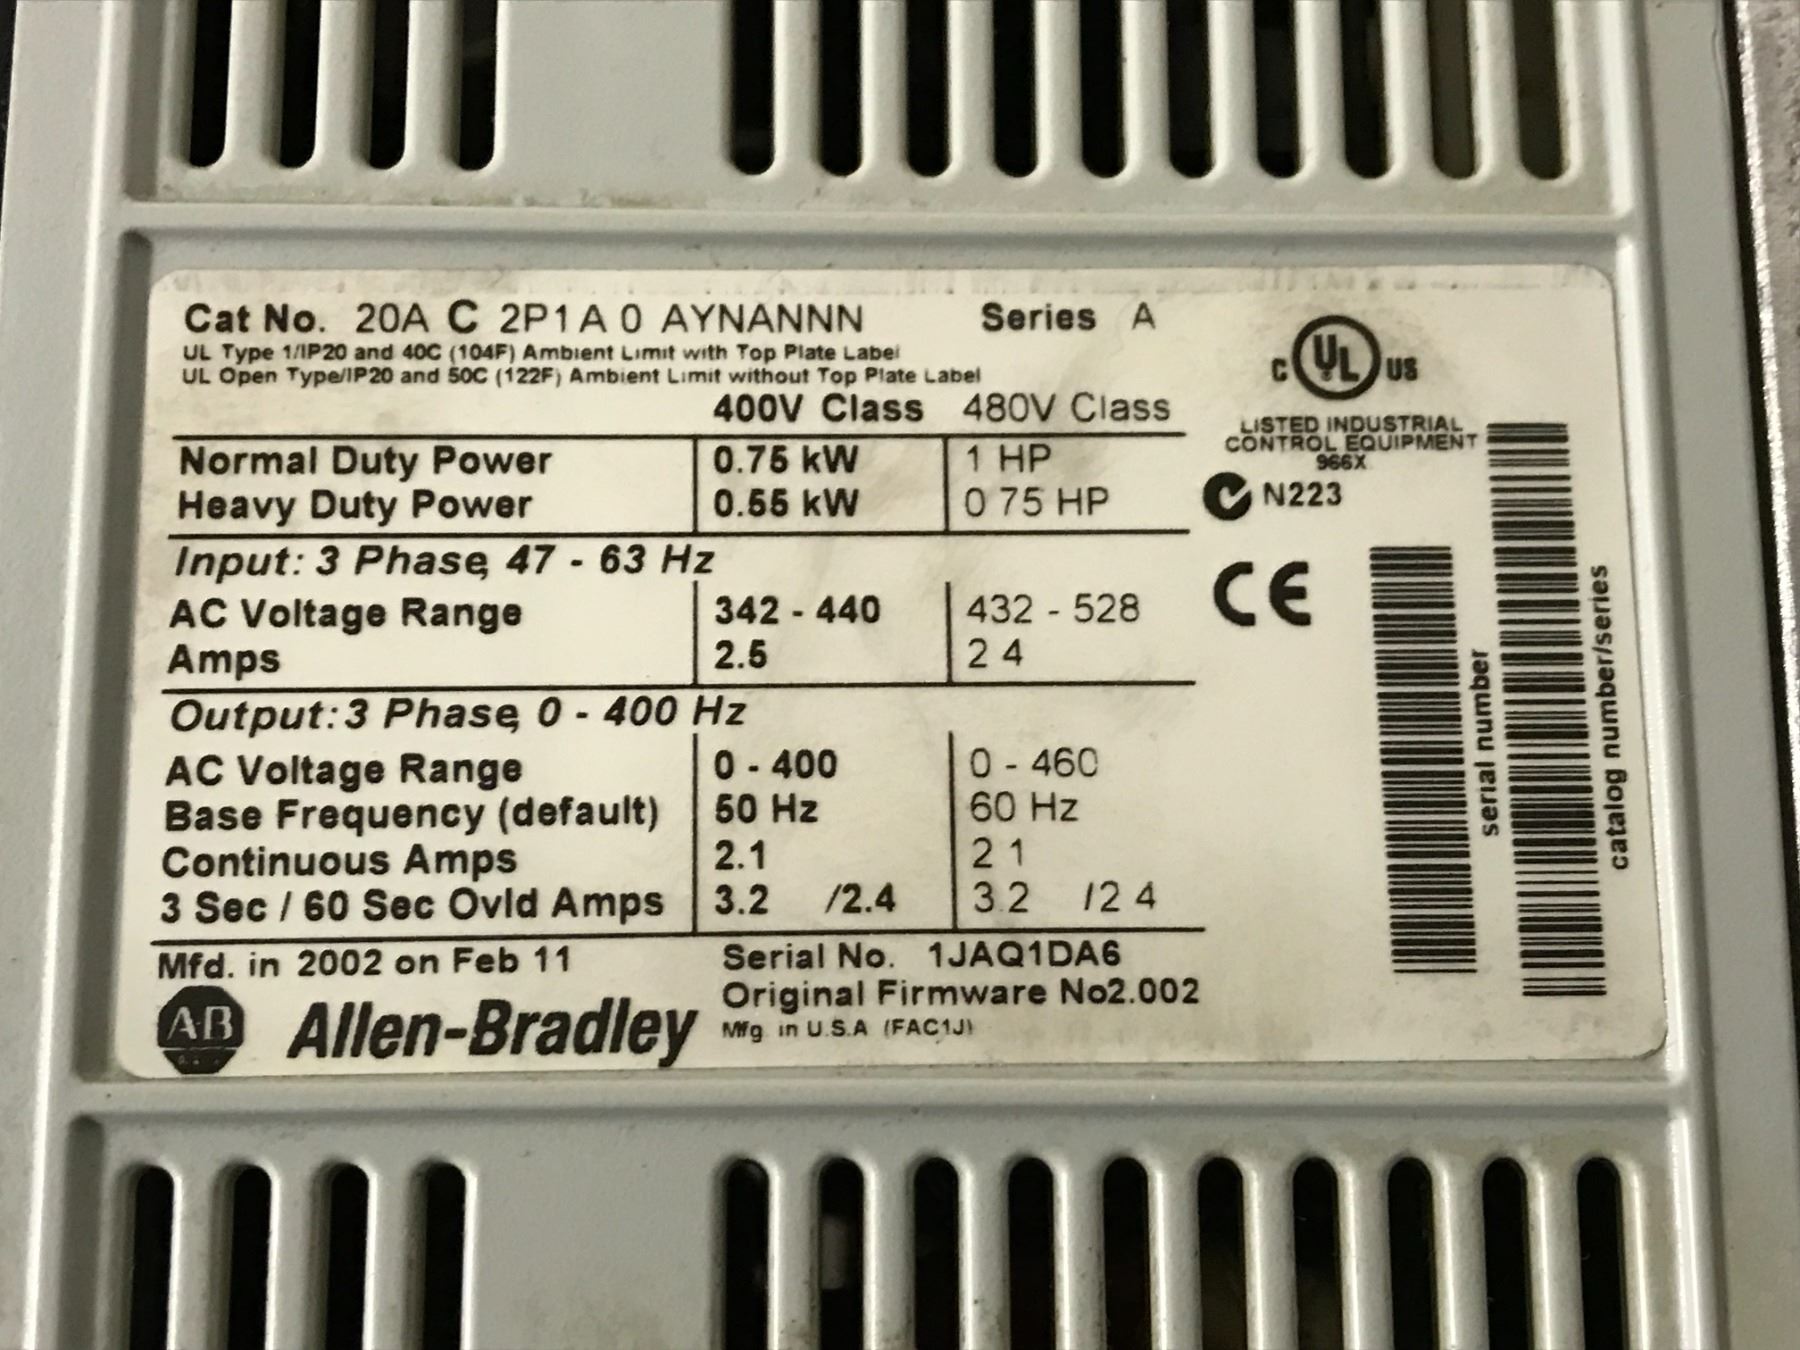 Cat No. 20A C 2P1A 0 AYNANNN Series A
UL Type 1/IP20 and 40C (104F) Ambient Limit with Top Plate Label
UL Open Type/IP20 and 50C (122F) Ambient Limit without Top Plate Label
400V Class 480V Class
Normal Duty Power 0.75 kW 1 HP
Heavy Duty Power 0.55 kW 0 75 HP
Input: 3 Phase, 47 - 63 Hz
AC Voltage Range 342 - 440 432 - 528
Amps 2.5 2 4
Output: 3 Phase, 0 - 400 Hz
AC Voltage Range 0 - 400 0 - 460
Base Frequency (default) 50 Hz 60 Hz
Continuous Amps 2.1 2 1
3 Sec / 60 Sec Ovld Amps 3.2 /2.4 3.2 /2 4
Mfd. in 2002 on Feb 11 Serial No. 1JAQ1DA6
Original Firmware No2.002
AB Allen-Bradley Mfg in U.S.A (FAC1J)
C UL US
LISTED INDUSTRIAL
CONTROL EQUIPMENT
966X
N223
CE
serial number
catalog number/series